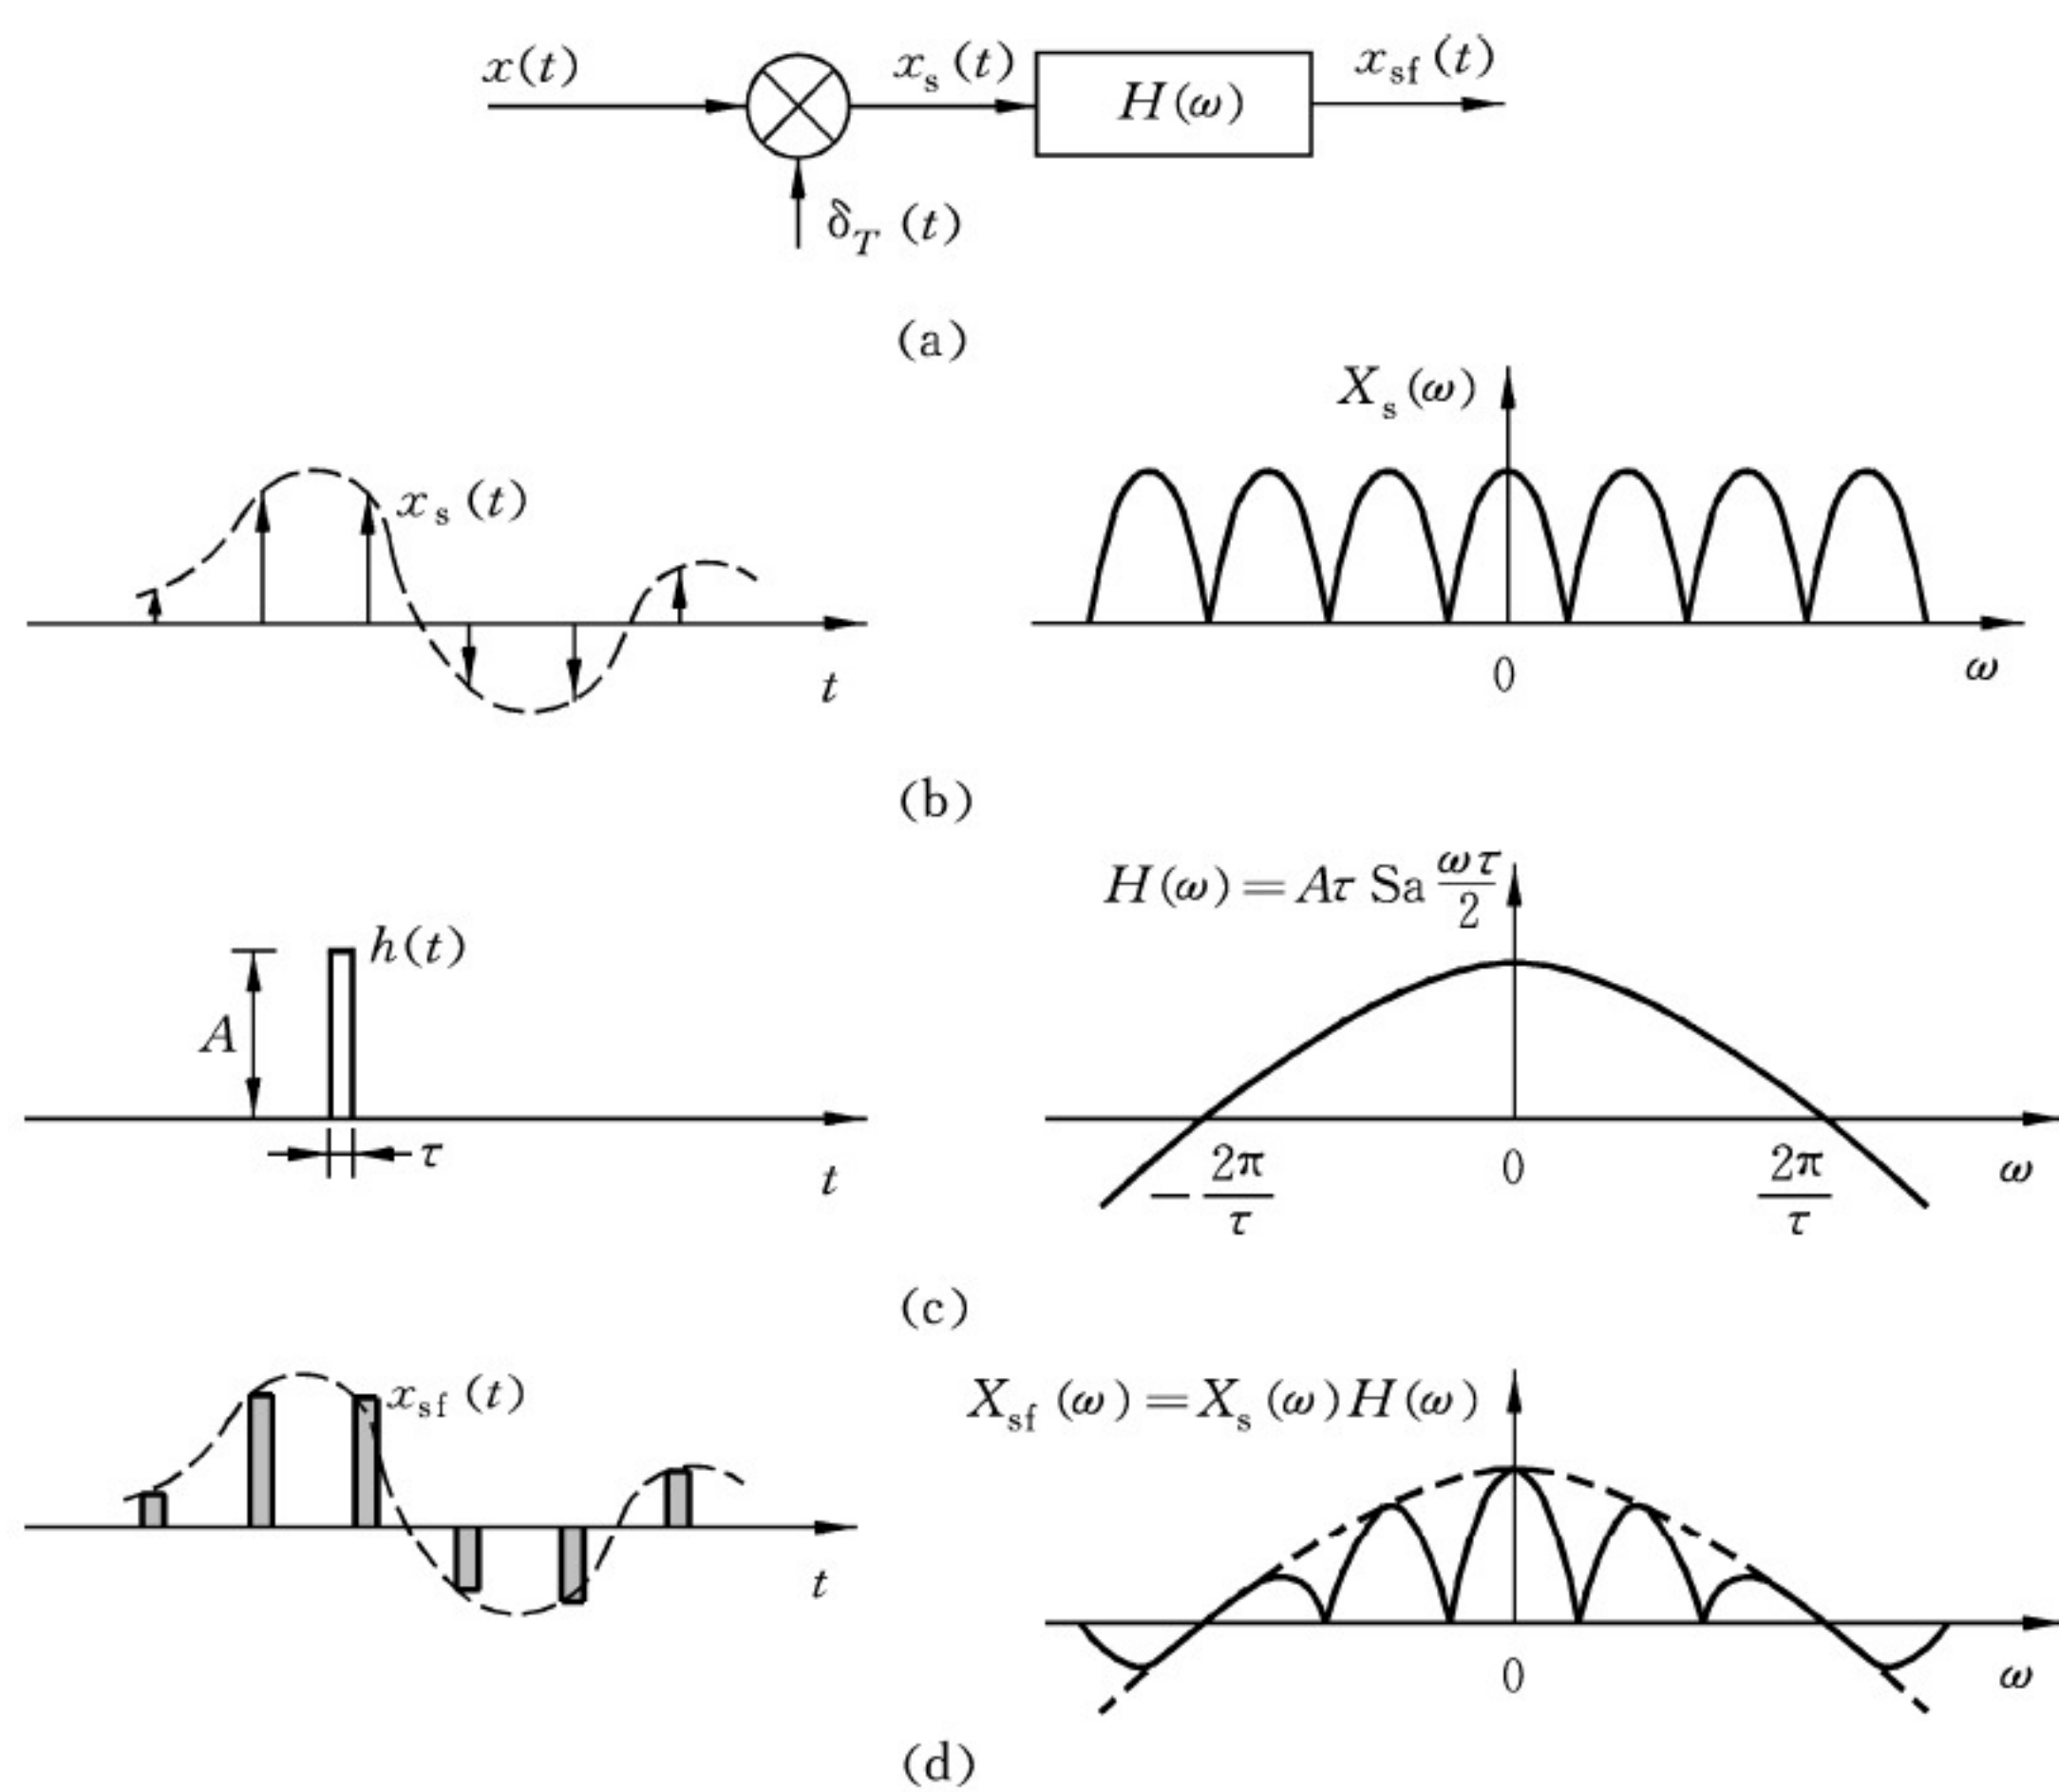 x(t) x_s(t) H(ω) x_sf(t)
δ_T(t)
(a)
X_s(ω)
x_s(t)
t 0 ω
(b)
H(ω)=Aτ Sa ωτ/2
h(t)
A
τ
t -2π/τ 0 2π/τ ω
(c)
x_sf(t) X_sf(ω)=X_s(ω)H(ω)
t 0 ω
(d)